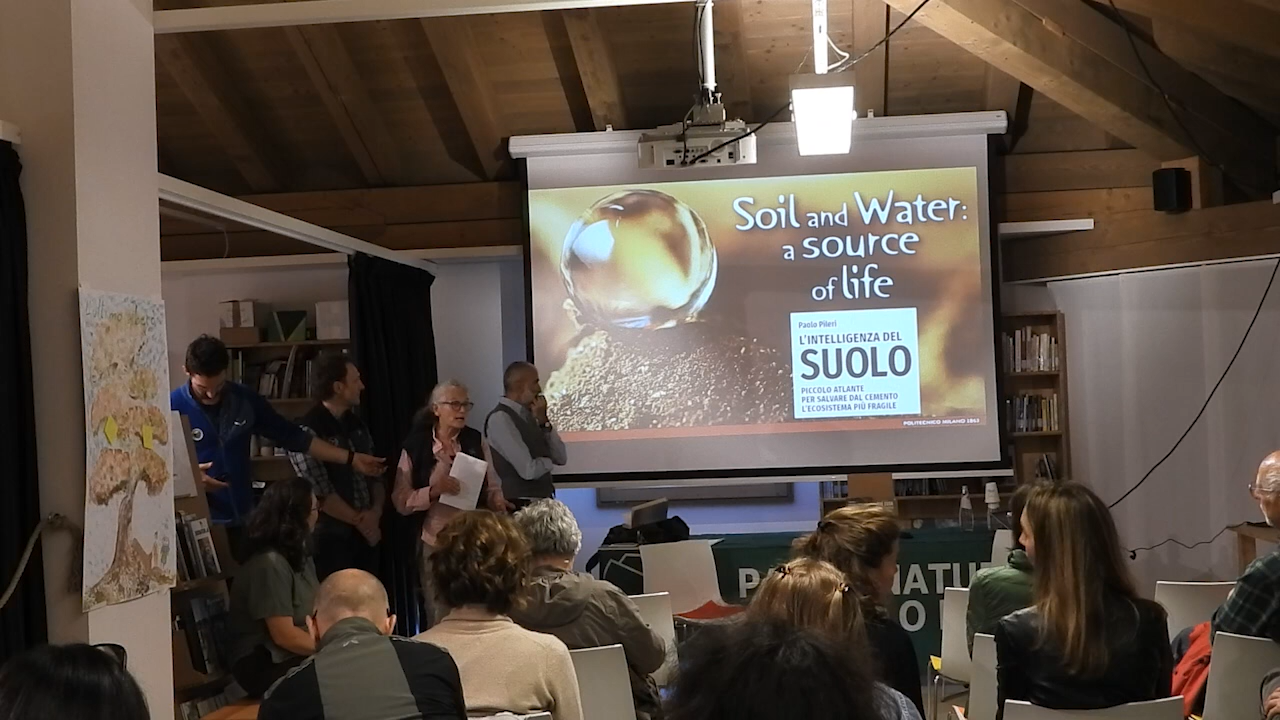 Soil and Water:
a source
of life
Paolo Pileri
L'INTELLIGENZA DEL
SUOLO
PICCOLO ATLANTE
PER SALVARE DAL CEMENTO
L'ECOSISTEMA PIÙ FRAGILE
POLITECNICO MILANO 1863
NATU